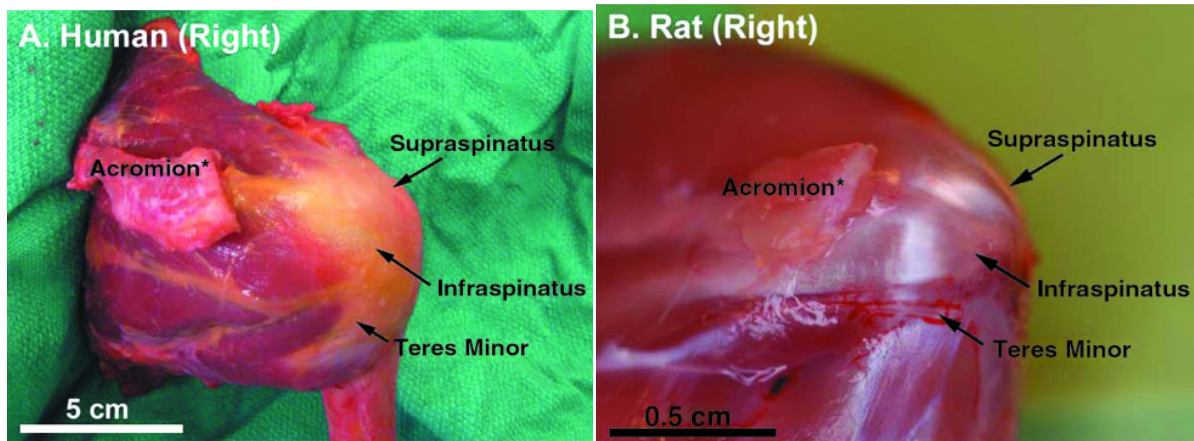 A. Human (Right)
Acromion*
Supraspinatus
Infraspinatus
Teres Minor
5 cm
B. Rat (Right)
Acromion*
Supraspinatus
Infraspinatus
Teres Minor
0.5 cm